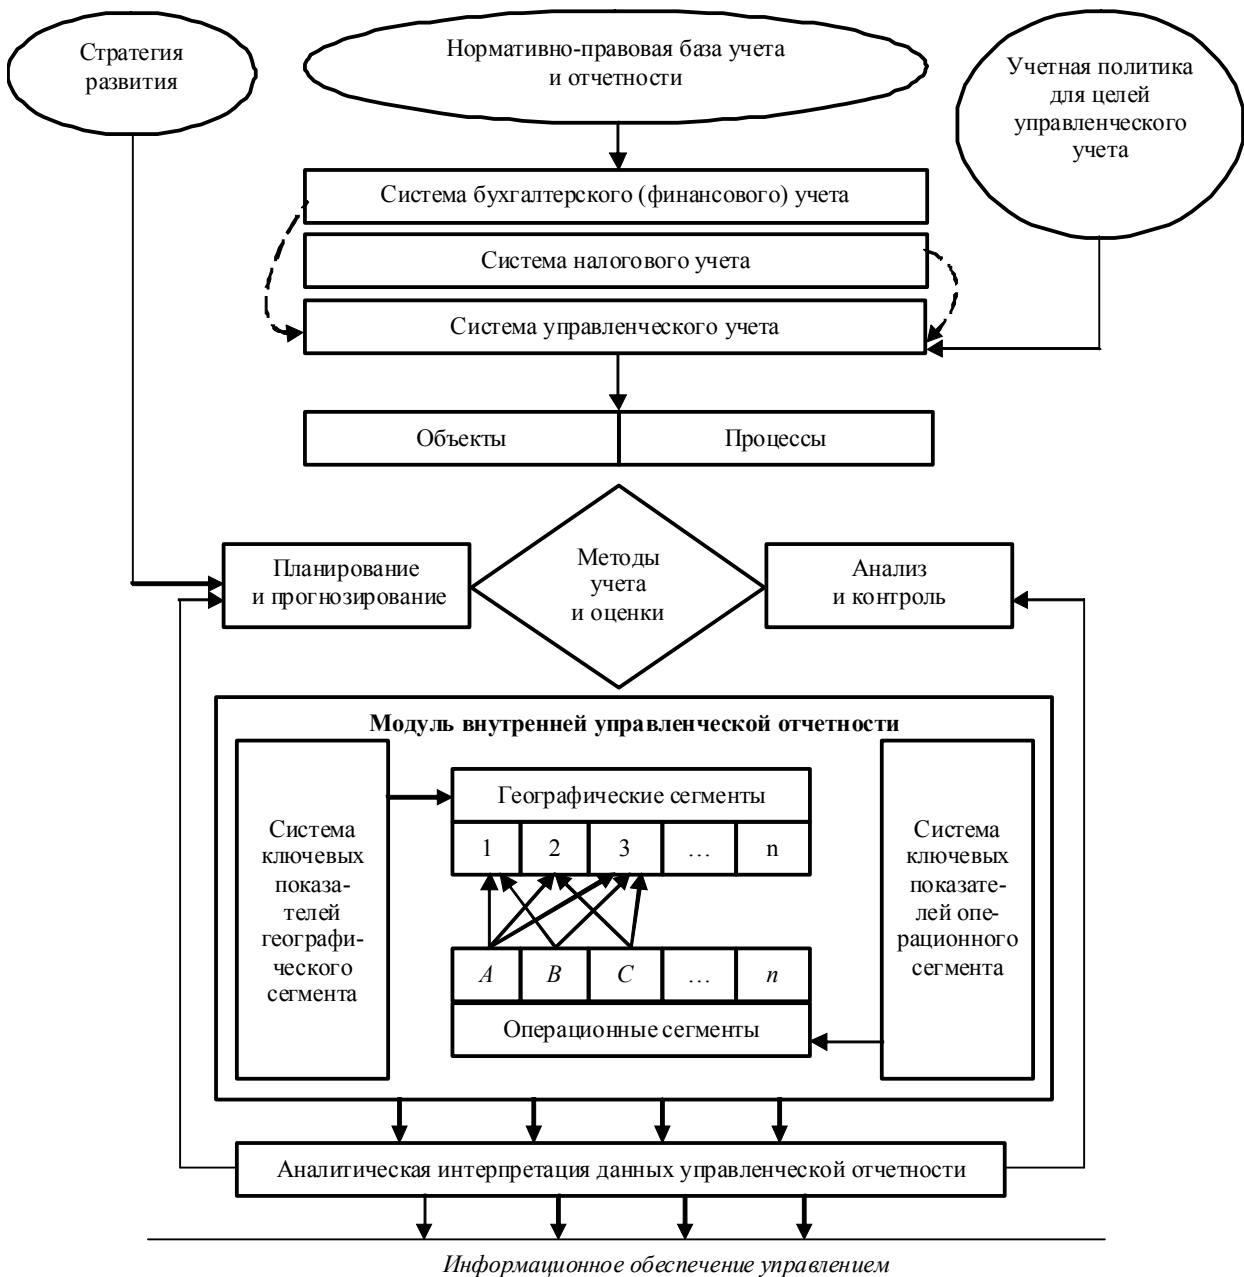 Стратегия
развития
Нормативно-правовая база учета
и отчетности
Учетная политика
для целей
управленческого
учета
Система бухгалтерского (финансового) учета
Система налогового учета
Система управленческого учета
Объекты
Процессы
Планирование
и прогнозирование
Методы
учета
и оценки
Анализ
и контроль
Модуль внутренней управленческой отчетности
Система
ключевых
показа-
телей
географи-
ческого
сегмента
Географические сегменты
1 2 3 … n
A B C … n
Операционные сегменты
Система
ключевых
показате-
лей опе-
рационного
сегмента
Аналитическая интерпретация данных управленческой отчетности
Информационное обеспечение управлением